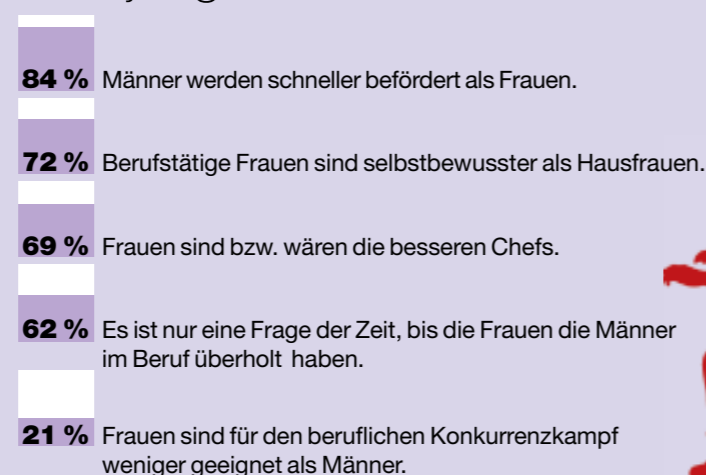 84 % Männer werden schneller befördert als Frauen.
72 % Berufstätige Frauen sind selbstbewusster als Hausfrauen.
69 % Frauen sind bzw. wären die besseren Chefs.
62 % Es ist nur eine Frage der Zeit, bis die Frauen die Männer
im Beruf überholt haben.
21 % Frauen sind für den beruflichen Konkurrenzkampf
weniger geeignet als Männer.